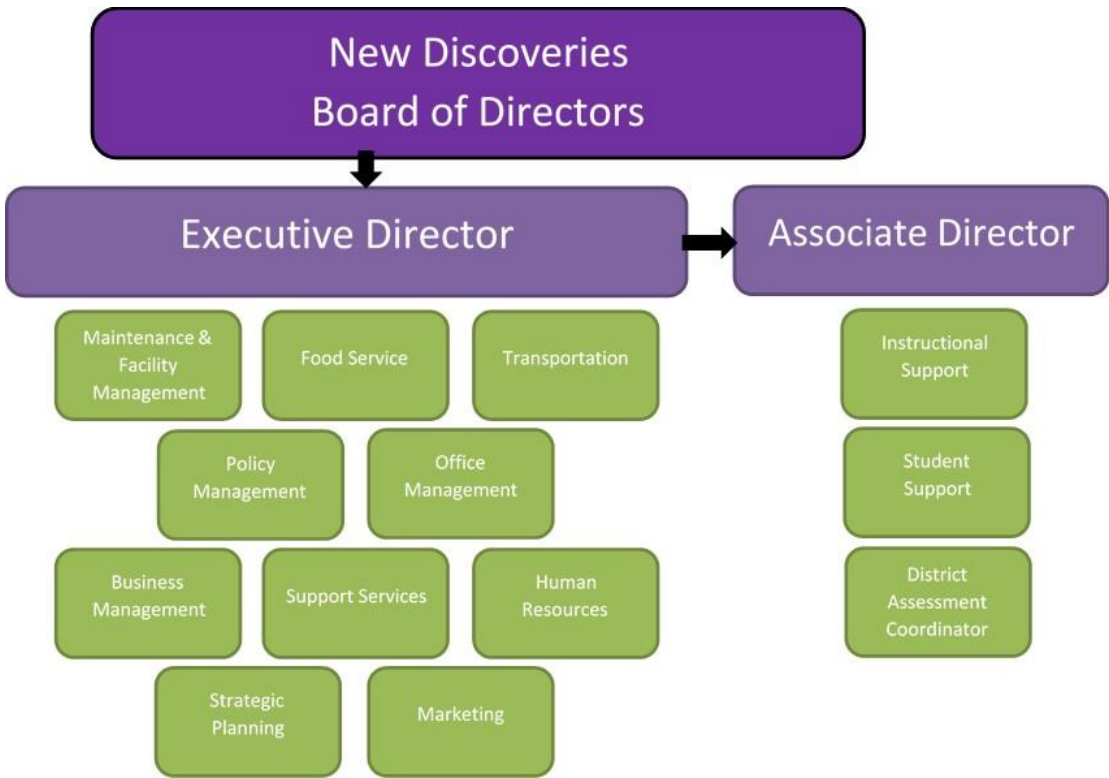 New Discoveries
Board of Directors
Executive Director
Associate Director
Maintenance &
Facility
Management
Food Service
Transportation
Policy
Management
Office
Management
Business
Management
Support Services
Human
Resources
Strategic
Planning
Marketing
Instructional
Support
Student
Support
District
Assessment
Coordinator